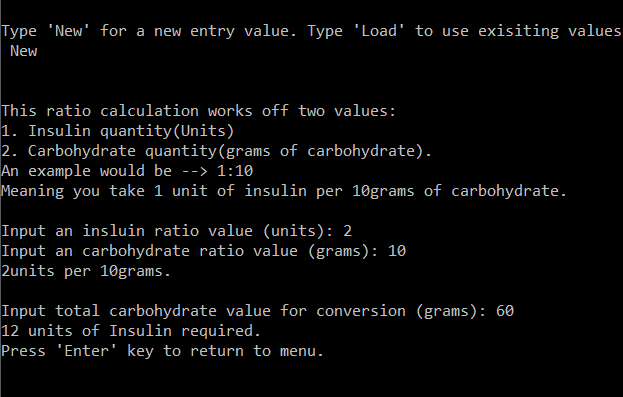 Type 'New' for a new entry value. Type 'Load' to use exisiting values
New
This ratio calculation works off two values:
1. Insulin quantity(Units)
2. Carbohydrate quantity(grams of carbohydrate).
An example would be --> 1:10
Meaning you take 1 unit of insulin per 10grams of carbohydrate.
Input an insluin ratio value (units): 2
Input an carbohydrate ratio value (grams): 10
2units per 10grams.
Input total carbohydrate value for conversion (grams): 60
12 units of Insulin required.
Press 'Enter' key to return to menu.